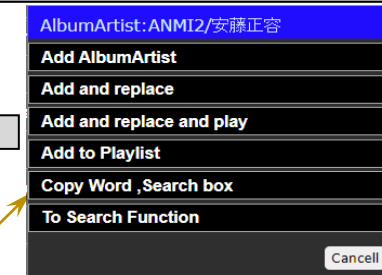 AlbumArtist:ANMI2/安藤正容
Add AlbumArtist
Add and replace
Add and replace and play
Add to Playlist
Copy Word ,Search box
To Search Function
Cancell